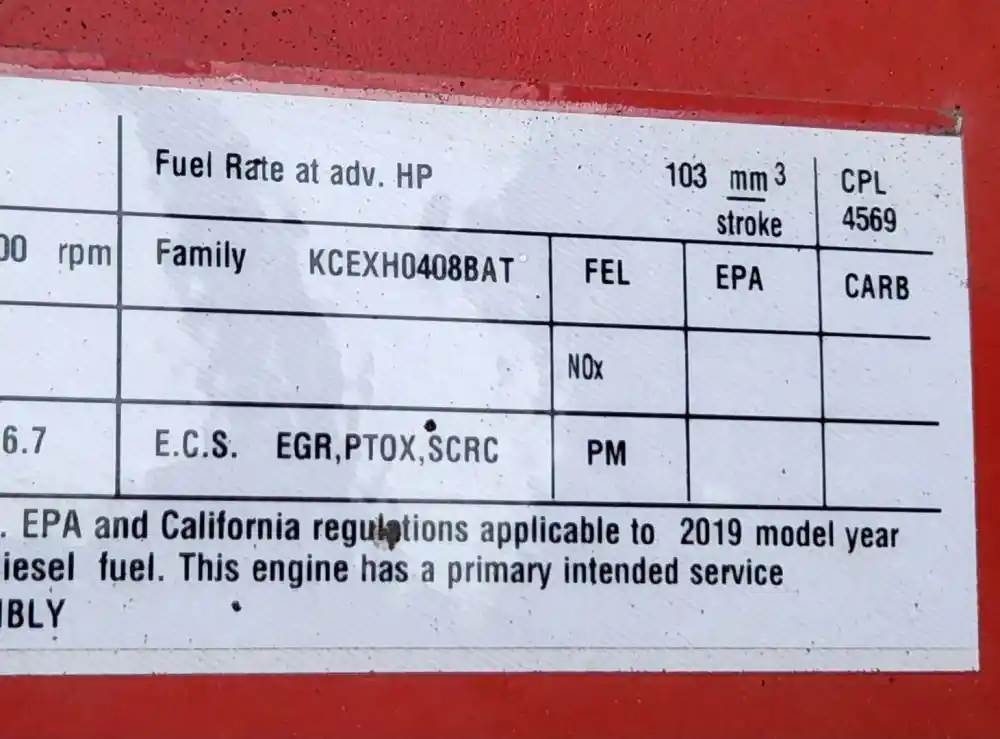 Fuel Rate at adv. HP 103 mm3 CPL
stroke 4569
00 rpm Family KCEXH0408BAT FEL EPA CARB
NOx
6.7 E.C.S. EGR,PTOX,SCRC PM
. EPA and California regulations applicable to 2019 model year
iesel fuel. This engine has a primary intended service
MBLY